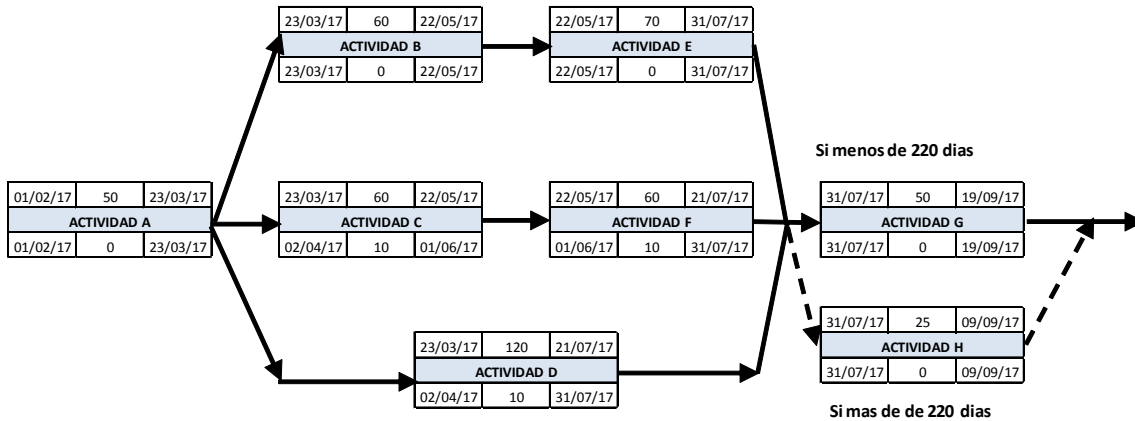 23/03/17 60 22/05/17
ACTIVIDAD B
23/03/17 0 22/05/17
22/05/17 70 31/07/17
ACTIVIDAD E
22/05/17 0 31/07/17
Si menos de 220 dias
01/02/17 50 23/03/17
ACTIVIDAD A
01/02/17 0 23/03/17
23/03/17 60 22/05/17
ACTIVIDAD C
02/04/17 10 01/06/17
22/05/17 60 21/07/17
ACTIVIDAD F
01/06/17 10 31/07/17
31/07/17 50 19/09/17
ACTIVIDAD G
31/07/17 0 19/09/17
23/03/17 120 21/07/17
ACTIVIDAD D
02/04/17 10 31/07/17
31/07/17 25 09/09/17
ACTIVIDAD H
31/07/17 0 09/09/17
Si mas de de 220 dias